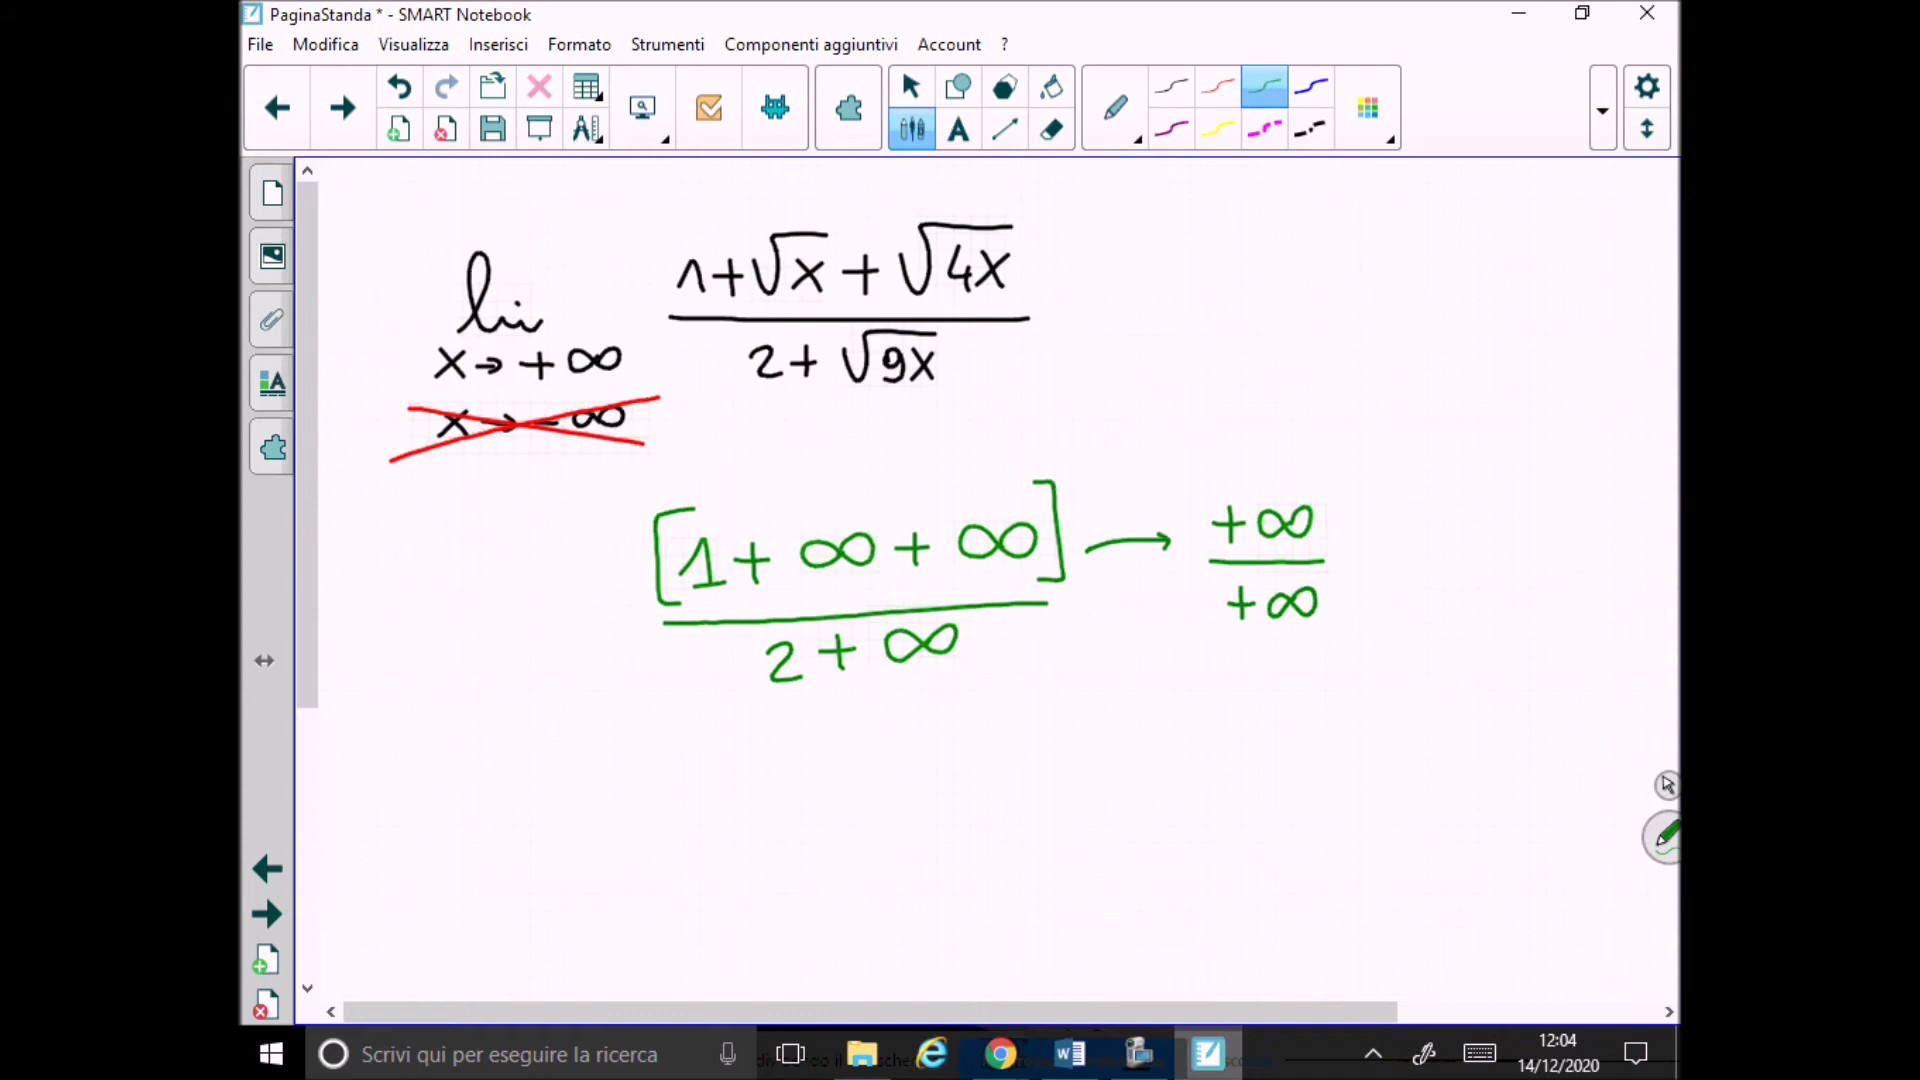 PaginaStanda * - SMART Notebook
File Modifica Visualizza Inserisci Formato Strumenti Componenti aggiuntivi Account ?
lim 1+√x + √4x
x→ +∞ 2+ √9x
x→ -∞
[1+ ∞ + ∞] → +∞
2 + ∞ +∞
Scrivi qui per eseguire la ricerca
12:04
14/12/2020